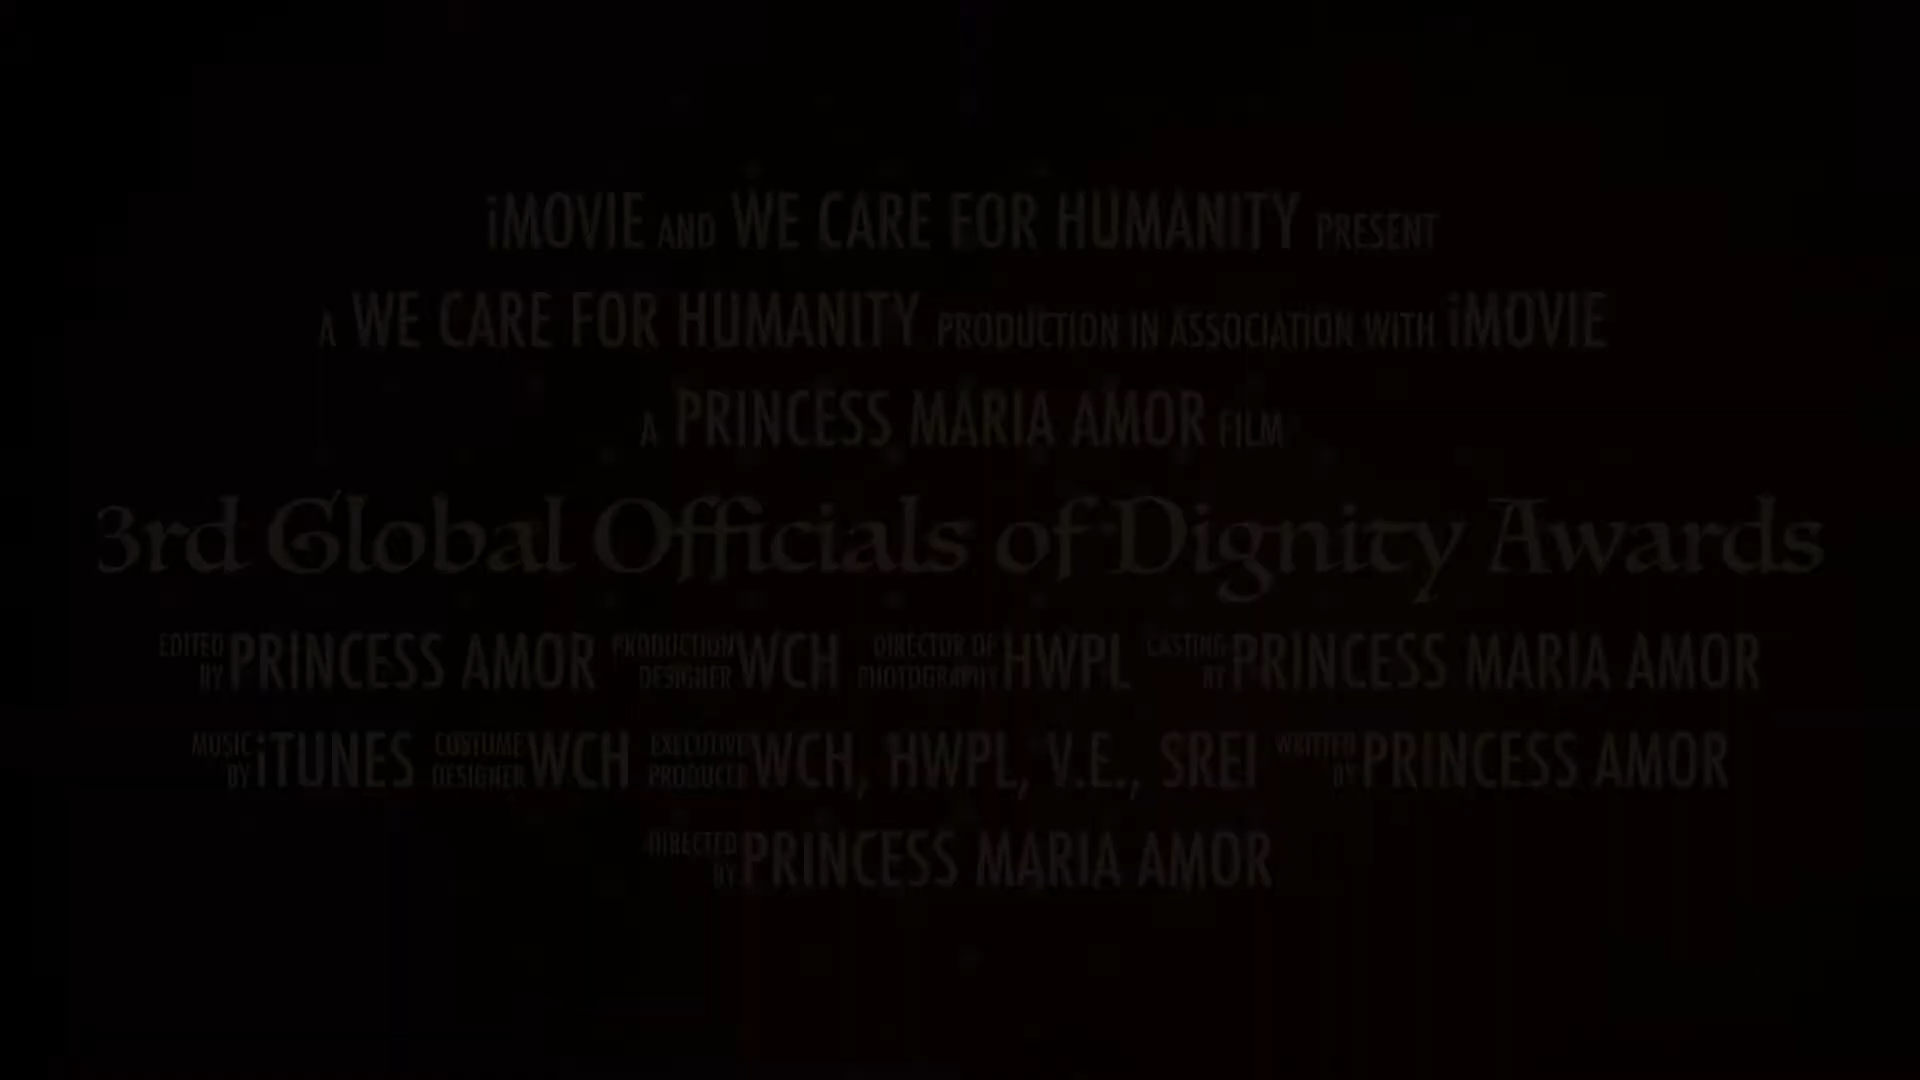 iMOVIE AND WE CARE FOR HUMANITY PRESENT
A WE CARE FOR HUMANITY PRODUCTION IN ASSOCIATION WITH iMOVIE
A PRINCESS MARIA AMOR FILM
3rd Global Officials of Dignity Awards
EDITED BY PRINCESS AMOR PRODUCTION DESIGNER WCH DIRECTOR OF PHOTOGRAPHY HWPL CASTING BY PRINCESS MARIA AMOR
MUSIC BY iTUNES COSTUME DESIGNER WCH EXECUTIVE PRODUCER WCH, HWPL, V.E., SREI WRITTEN BY PRINCESS AMOR
DIRECTED BY PRINCESS MARIA AMOR